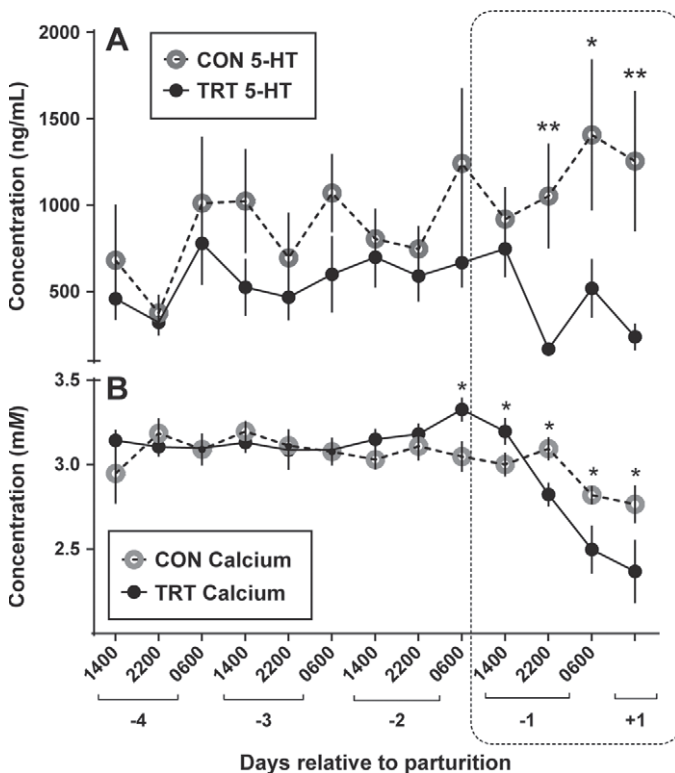 A
CON 5-HT
TRT 5-HT
Concentration (ng/mL)
2000
1500
1000
500
*
**
**
B
Concentration (mM)
3.5
3.0
2.5
*
*
*
*
*
CON Calcium
TRT Calcium
1400 2200 0600 1400 2200 0600 1400 2200 0600 1400 2200 0600
-4 -3 -2 -1 +1
Days relative to parturition